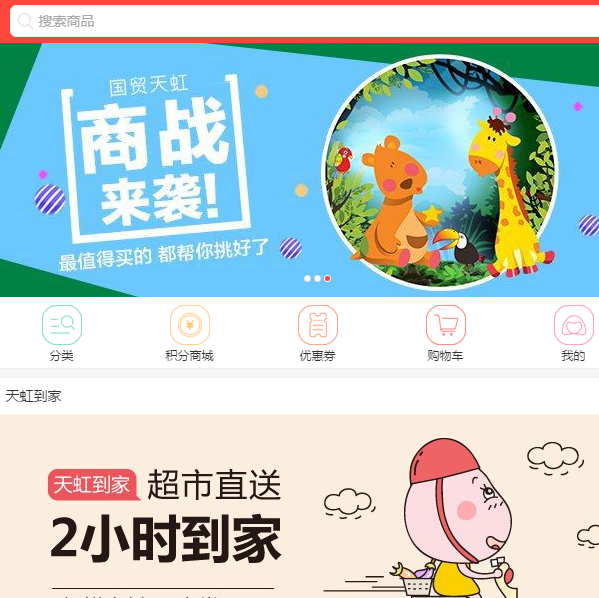 搜索商品
国贸天虹
商战
来袭!
最值得买的 都帮你挑好了
分类
积分商城
优惠券
购物车
我的
天虹到家
天虹到家 超市直送
2小时到家